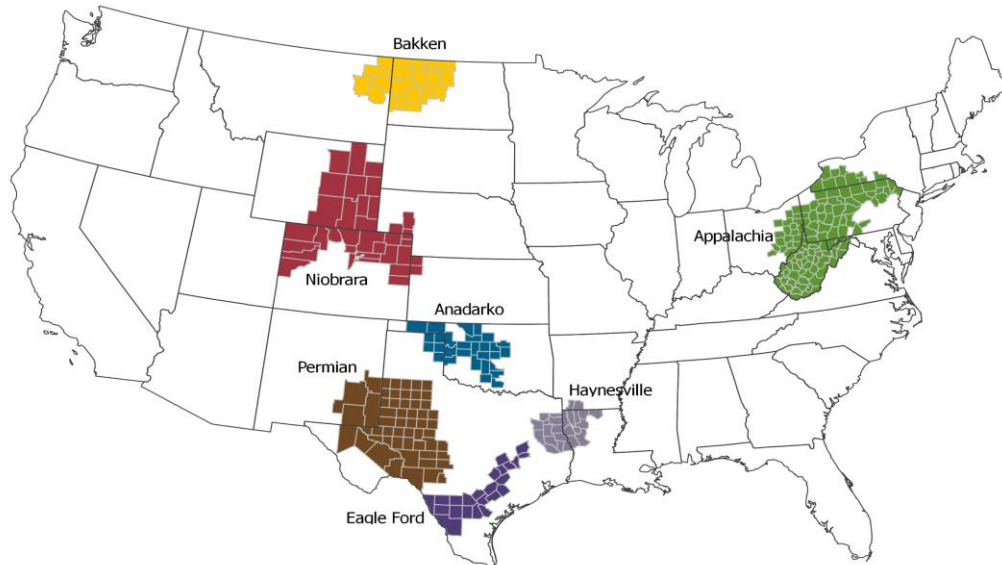 Bakken
Appalachia
Niobrara
Anadarko
Permian
Haynesville
Eagle Ford